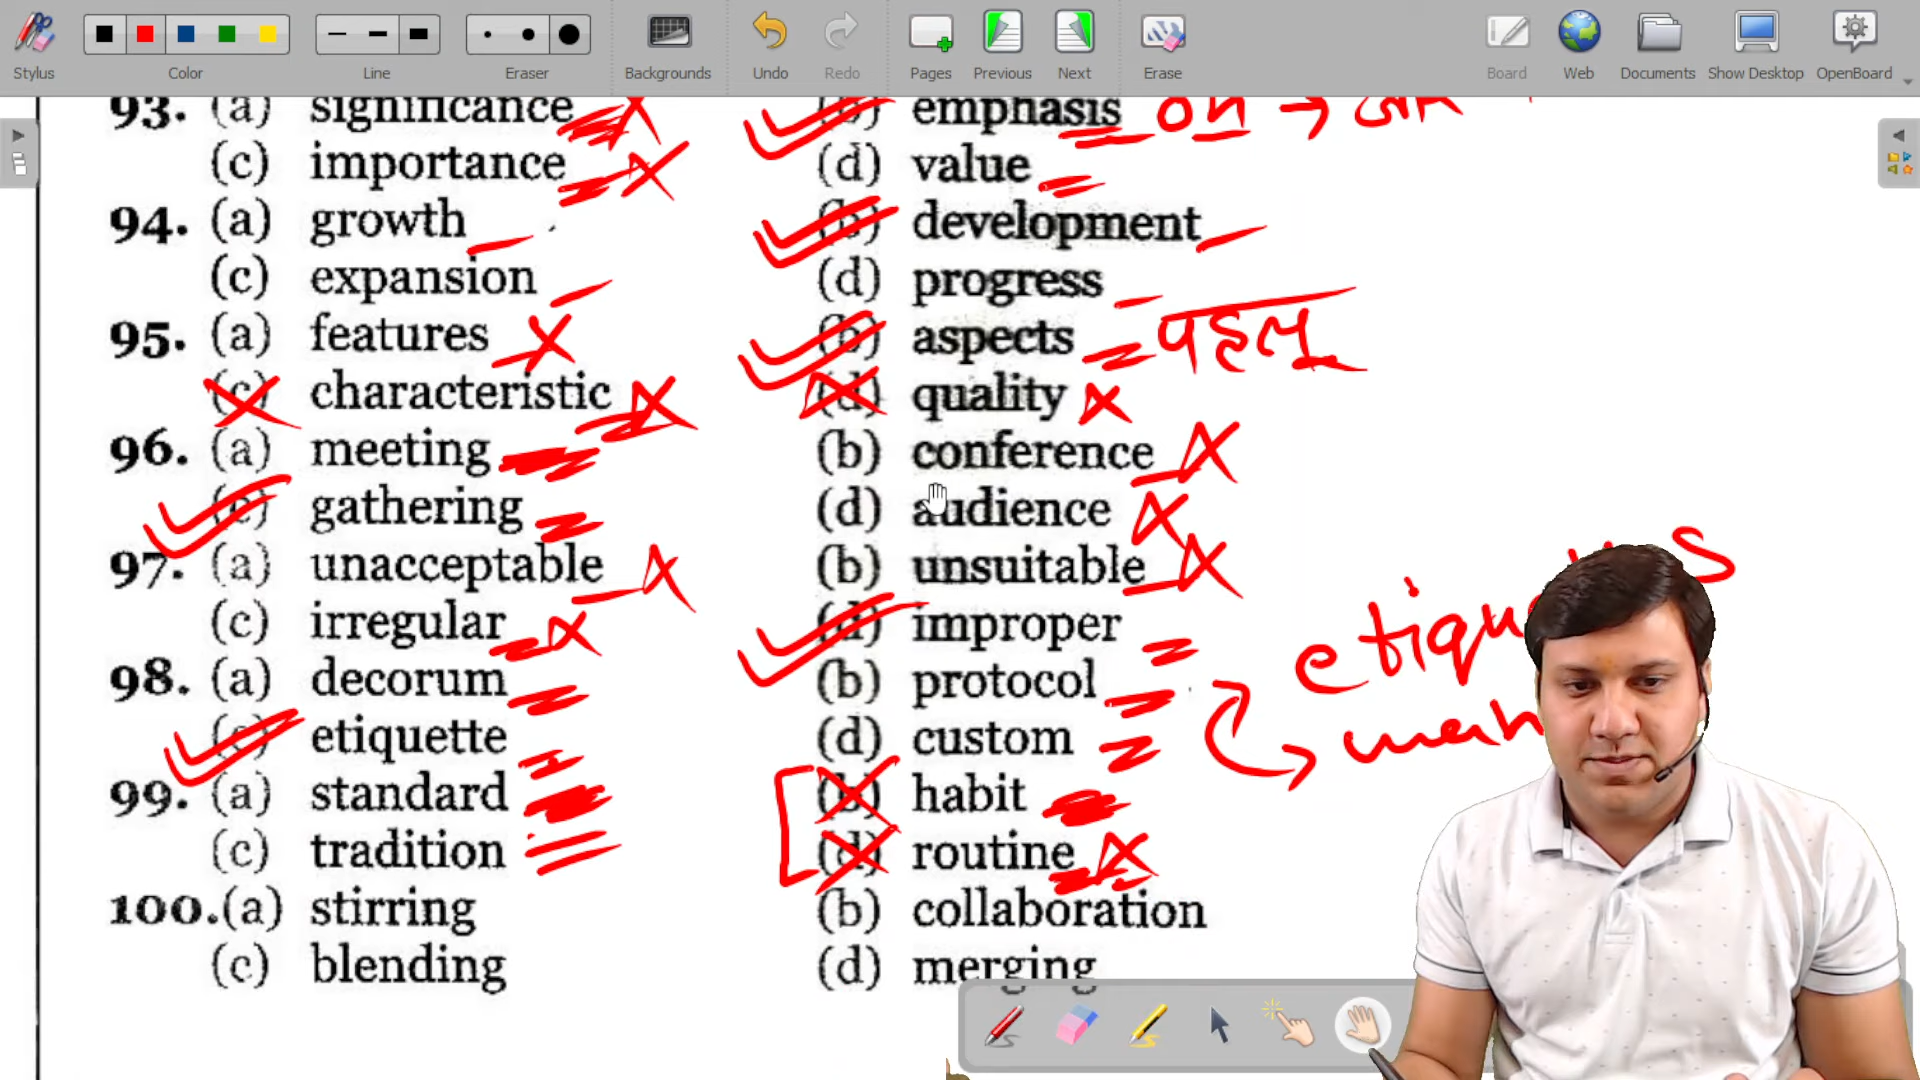 Stylus Color Line Eraser Backgrounds Undo Redo Pages Previous Next Erase Board Web Documents Show Desktop OpenBoard
93. (a) significance (b) emphasis on →
(c) importance (d) value
94. (a) growth (b) development
(c) expansion (d) progress
95. (a) features (b) aspects पहलू
(c) characteristic (d) quality
96. (a) meeting (b) conference
(c) gathering (d) audience
97. (a) unacceptable (b) unsuitable
(c) irregular (d) improper
98. (a) decorum (b) protocol
(c) etiquette (d) custom
99. (a) standard (b) habit
(c) tradition (d) routine
100. (a) stirring (b) collaboration
(c) blending (d) merging